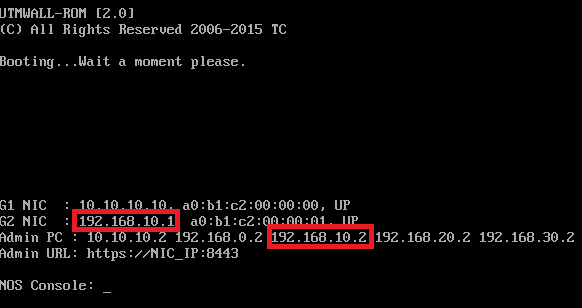 UTMWALL-ROM [2.0]
(C) All Rights Reserved 2006-2015 TC
Booting...Wait a moment please.
G1 NIC  : 10.10.10.10, a0:b1:c2:00:00:00, UP
G2 NIC  : 192.168.10.1, a0:b1:c2:00:00:01, UP
Admin PC : 10.10.10.2 192.168.0.2 192.168.10.2 192.168.20.2 192.168.30.2
Admin URL: https://NIC_IP:8443
NOS Console: _